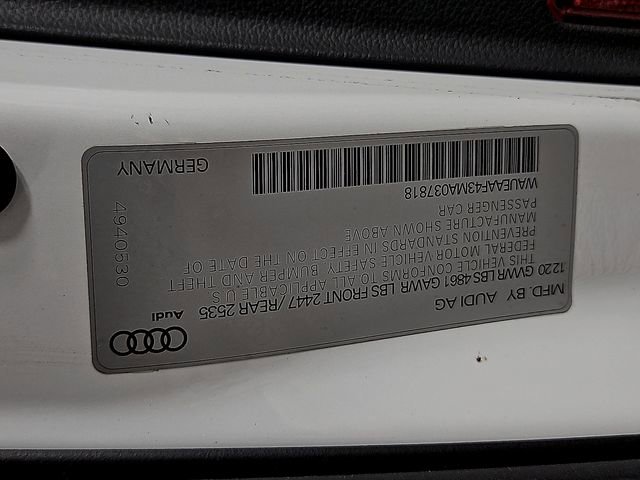 MFD. BY AUDI AG
1220 GVWR LBS 4861 GAWR LBS FRONT 2447/REAR 2535
THIS VEHICLE CONFORMS TO ALL APPLICABLE U S
FEDERAL MOTOR VEHICLE SAFETY, BUMPER AND THEFT
PREVENTION STANDARDS IN EFFECT ON THE DATE OF
MANUFACTURE SHOWN ABOVE
PASSENGER CAR
WAUEAAF43MA037818
Audi
4940530
GERMANY